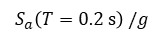 Sₐ(T = 0.2 s) /g